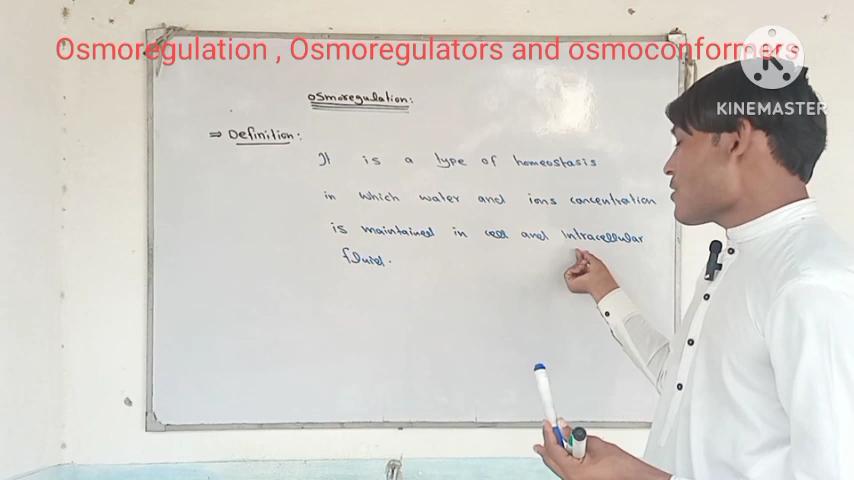 Osmoregulation , Osmoregulators and osmoconformers
KINEMASTER
osmoregulation:
⇒ Definition:
It is a type of homeostasis
in which water and ions concentration
is maintained in cell and intracellular
fluid.